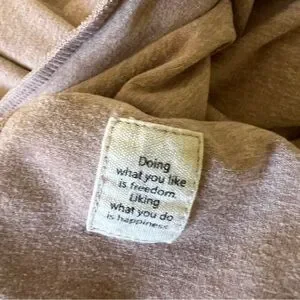 Doing
what you like
is freedom.
Liking
what you do
is happiness.